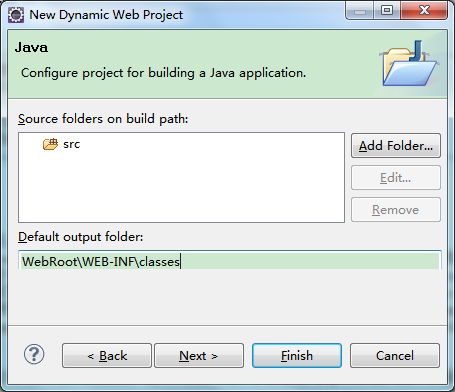 New Dynamic Web Project
Java
Configure project for building a Java application.
Source folders on build path:
src
Add Folder...
Edit...
Remove
Default output folder:
WebRoot\WEB-INF\classes
?
< Back
Next >
Finish
Cancel